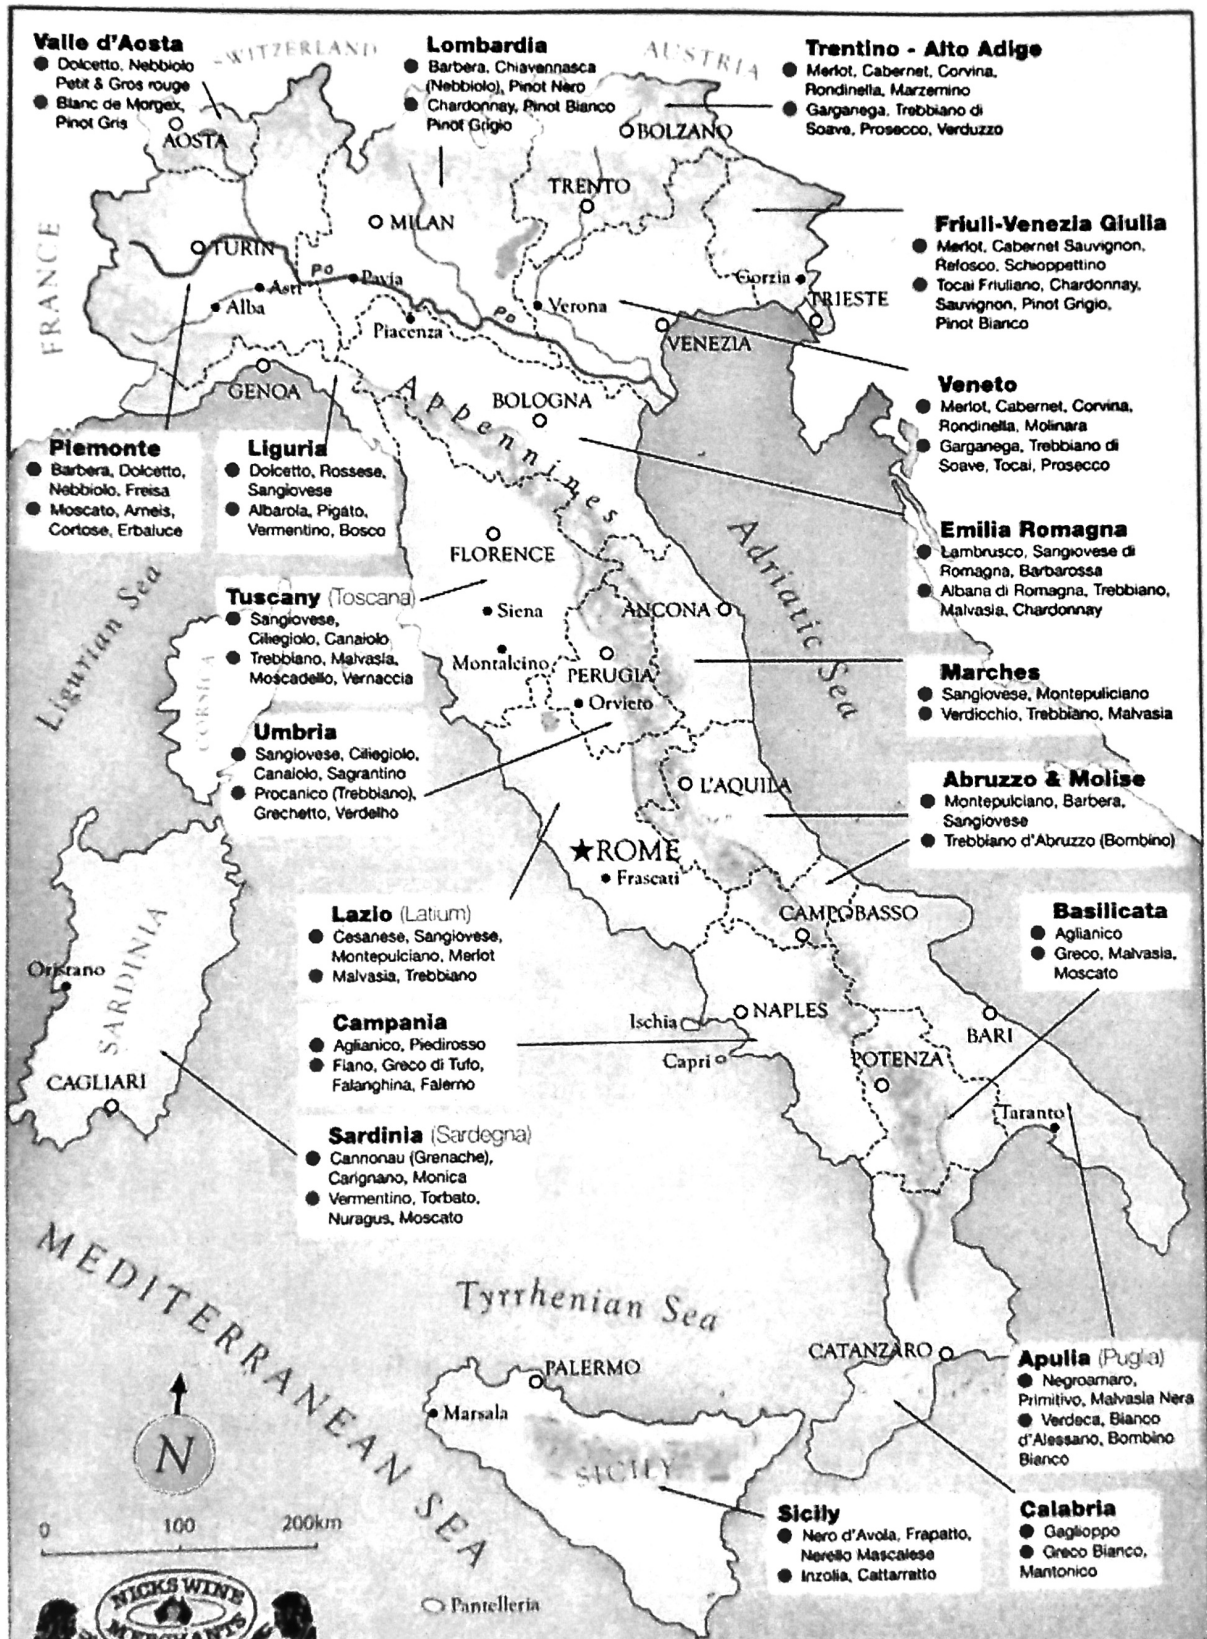 Valle d'Aosta
Dolcetto, Nebbiolo
Petit & Gros rouge
Blanc de Morgex,
Pinot Gris
AOSTA
SWITZERLAND
Lombardia
Barbera, Chiavennasca
(Nebbiolo), Pinot Nero
Chardonnay, Pinot Bianco
Pinot Grigio
AUSTRIA
Trentino - Alto Adige
Merlot, Cabernet, Corvina,
Rondinella, Marzemino
Garganega, Trebbiano di
Soave, Prosecco, Verduzzo
BOLZANO
TRENTO
MILAN
TURIN
FRANCE
Po
Pavia
Asti
Alba
Piacenza
Po
Verona
Gorzia
TRIESTE
VENEZIA
Friuli-Venezia Giulia
Merlot, Cabernet Sauvignon,
Refosco, Schioppettino
Tocai Friuliano, Chardonnay,
Sauvignon, Pinot Grigio,
Pinot Bianco
GENOA
Appennines
BOLOGNA
Veneto
Merlot, Cabernet, Corvina,
Rondinella, Molinara
Garganega, Trebbiano di
Soave, Tocai, Prosecco
Piemonte
Barbera, Dolcetto,
Nebbiolo, Freisa
Moscato, Arneis,
Cortose, Erbaluce
Liguria
Dolcetto, Rossese,
Sangiovese
Albarola, Pigato,
Vermentino, Bosco
Emilia Romagna
Lambrusco, Sangiovese di
Romagna, Barbarossa
Albana di Romagna, Trebbiano,
Malvasia, Chardonnay
FLORENCE
Adriatic Sea
Ligurian Sea
Tuscany (Toscana)
Sangiovese,
Ciliegiolo, Canaiolo
Trebbiano, Malvasia,
Moscadello, Vernaccia
Siena
Montalcino
ANCONA
PERUGIA
Orvieto
CORSICA
Marches
Sangiovese, Montepuliciano
Verdicchio, Trebbiano, Malvasia
Umbria
Sangiovese, Ciliegiolo,
Canaiolo, Sagrantino
Procanico (Trebbiano),
Grechetto, Verdelho
L'AQUILA
Abruzzo & Molise
Montepulciano, Barbera,
Sangiovese
Trebbiano d'Abruzzo (Bombino)
ROME
Frascati
Lazio (Latium)
Cesanese, Sangiovese,
Montepulciano, Merlot
Malvasia, Trebbiano
CAMPOBASSO
Basilicata
Aglianico
Greco, Malvasia,
Moscato
Oristano
SARDINIA
CAGLIARI
Campania
Aglianico, Piedirosso
Fiano, Greco di Tufo,
Falanghina, Falerno
Ischia
NAPLES
Capri
BARI
POTENZA
Taranto
Sardinia (Sardegna)
Cannonau (Grenache),
Carignano, Monica
Vermentino, Torbato,
Nuragus, Moscato
MEDITERRANEAN SEA
Tyrrhenian Sea
CATANZARO
Apulia (Puglia)
Negroamaro,
Primitivo, Malvasia Nera
Verdeca, Bianco
d'Alessano, Bombino
Bianco
PALERMO
Marsala
SICILY
N
0 100 200km
Sicily
Nero d'Avola, Frapatto,
Nerello Mascalese
Inzolia, Cattarratto
Calabria
Gaglioppo
Greco Bianco,
Mantonico
Pantelleria
NICKS WINE
MERCHANTS